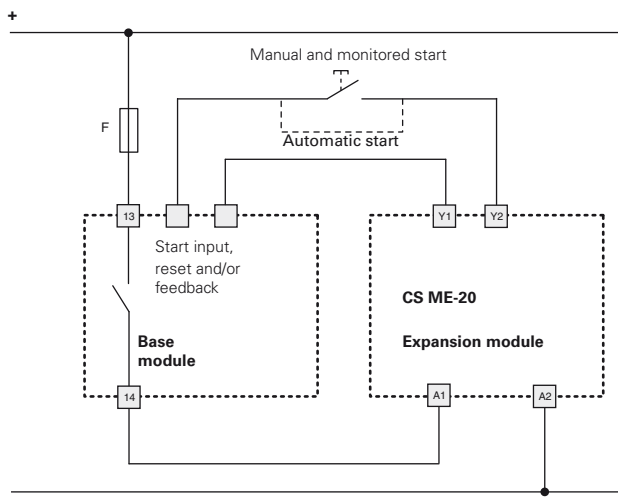 +
Manual and monitored start
F
Automatic start
13
Y1
Y2
Start input,
reset and/or
feedback
CS ME-20
Base
module
Expansion module
14
A1
A2